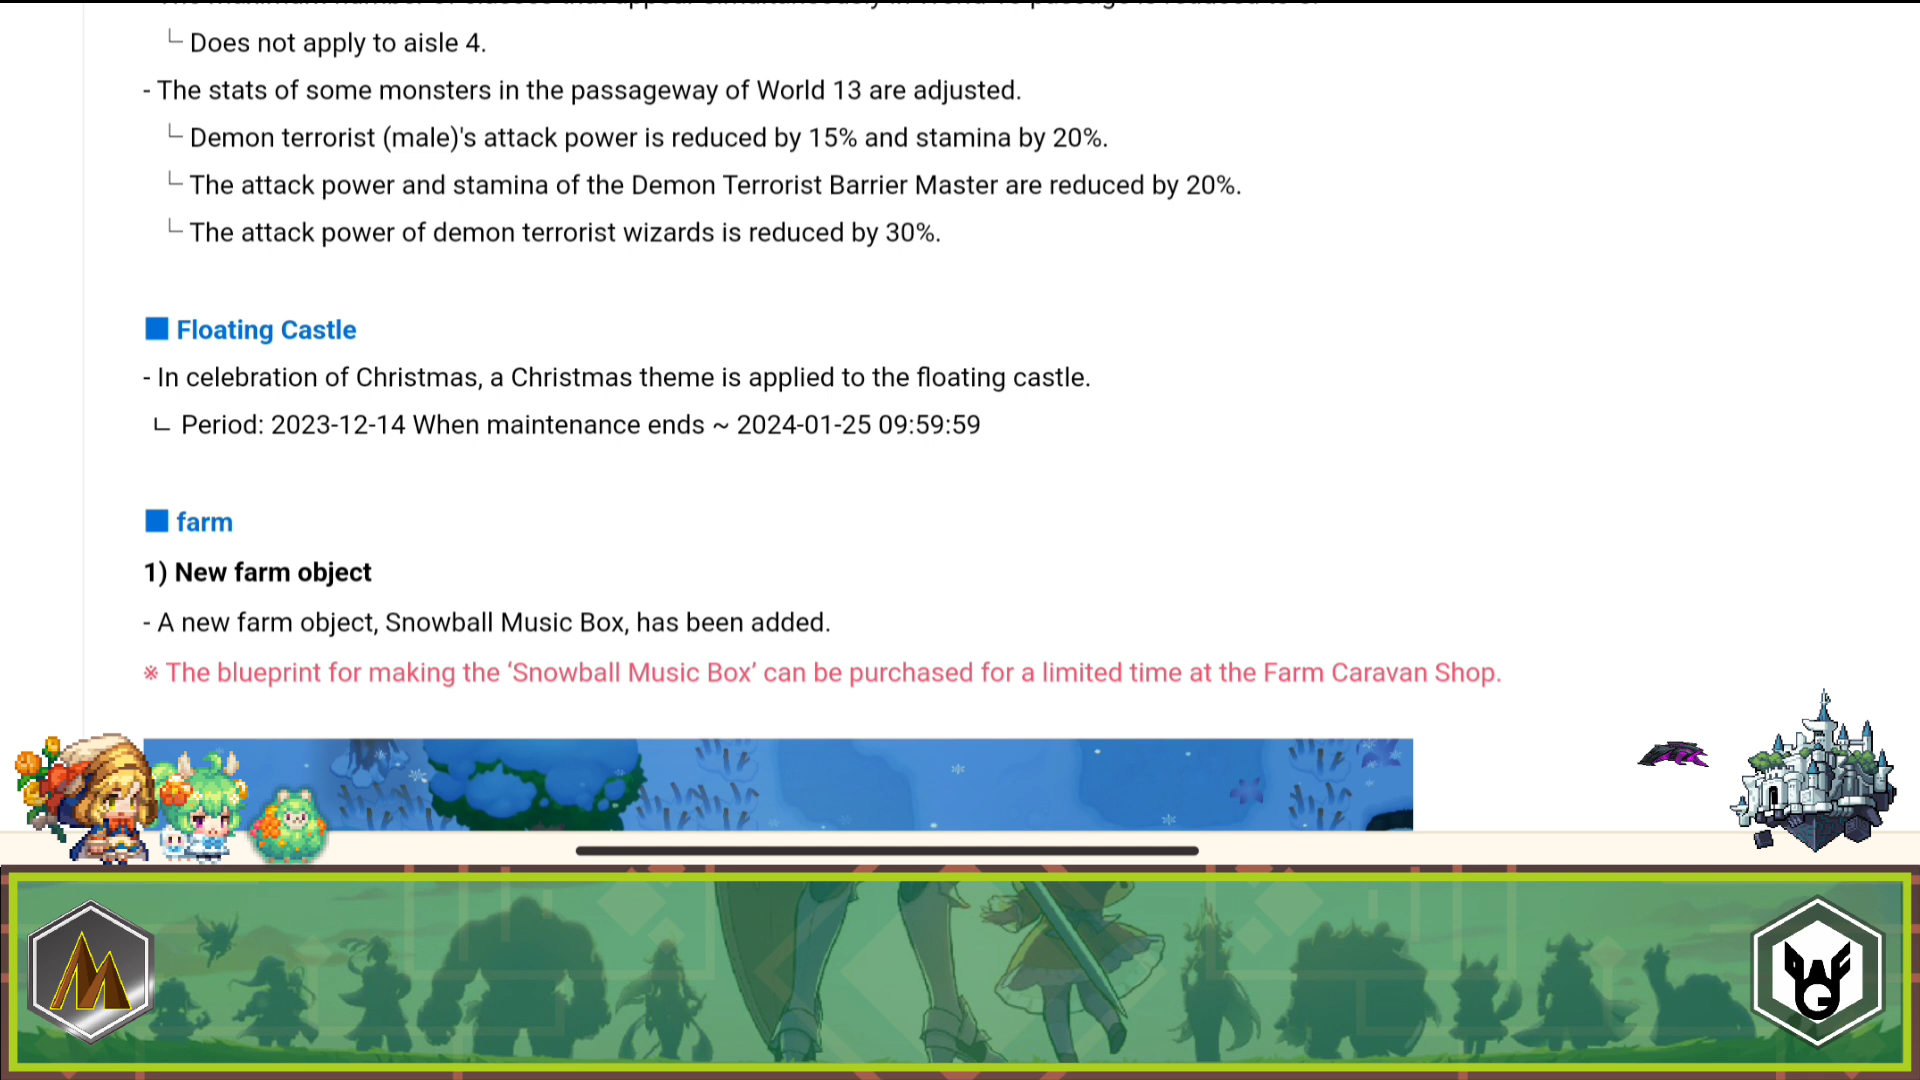 └ Does not apply to aisle 4.
- The stats of some monsters in the passageway of World 13 are adjusted.
└ Demon terrorist (male)'s attack power is reduced by 15% and stamina by 20%.
└ The attack power and stamina of the Demon Terrorist Barrier Master are reduced by 20%.
└ The attack power of demon terrorist wizards is reduced by 30%.
■ Floating Castle
- In celebration of Christmas, a Christmas theme is applied to the floating castle.
ㄴ Period: 2023-12-14 When maintenance ends ~ 2024-01-25 09:59:59
■ farm
1) New farm object
- A new farm object, Snowball Music Box, has been added.
※ The blueprint for making the ‘Snowball Music Box’ can be purchased for a limited time at the Farm Caravan Shop.
M